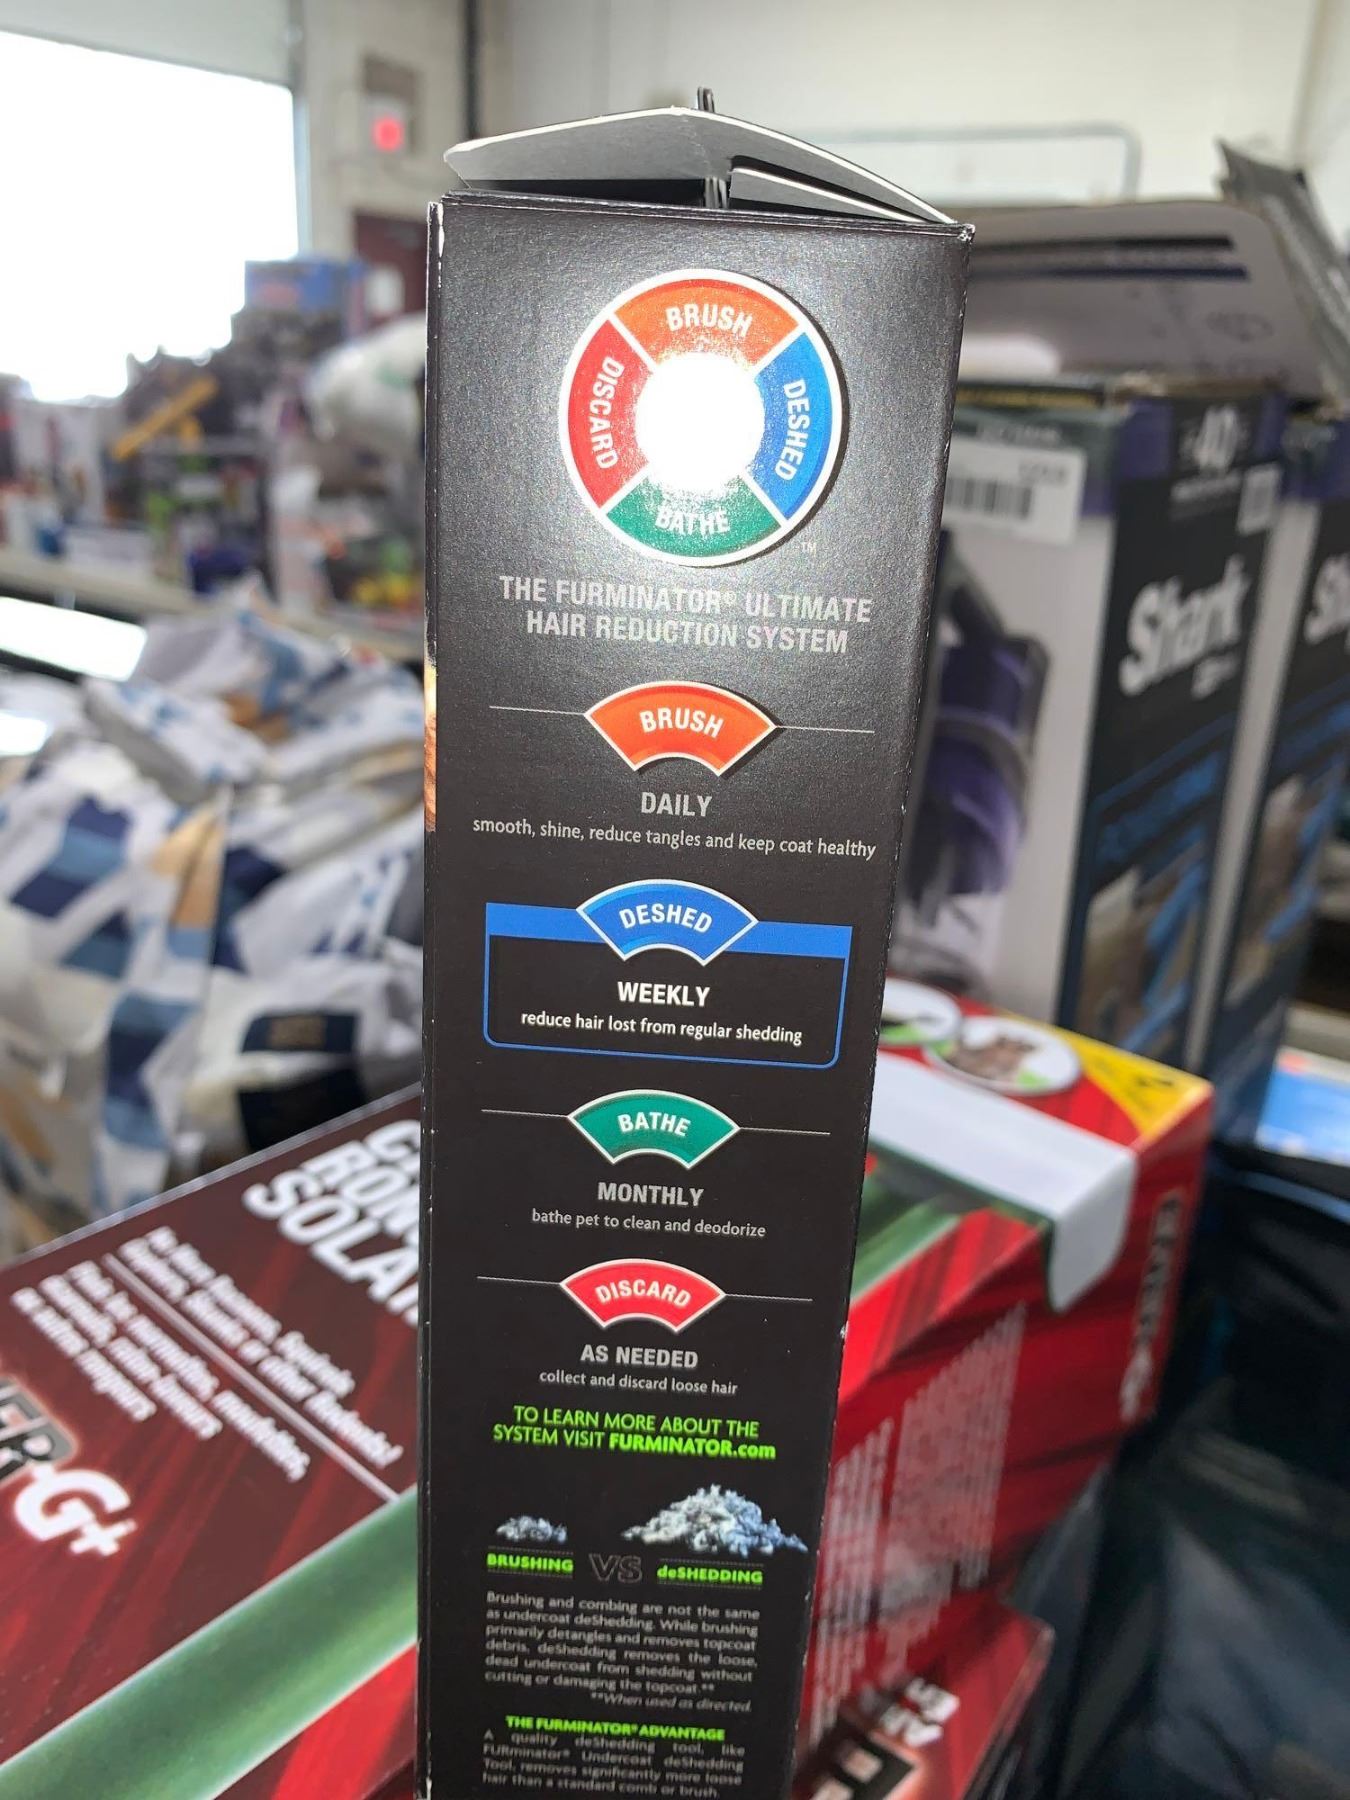 BRUSH
DESHED
DISCARD
BATHE
TM
THE FURMINATOR® ULTIMATE
HAIR REDUCTION SYSTEM
BRUSH
DAILY
smooth, shine, reduce tangles and keep coat healthy
DESHED
WEEKLY
reduce hair lost from regular shedding
BATHE
MONTHLY
bathe pet to clean and deodorize
DISCARD
AS NEEDED
collect and discard loose hair
TO LEARN MORE ABOUT THE
SYSTEM VISIT FURMINATOR.com
BRUSHING VS deSHEDDING
Brushing and combing are not the same
as undercoat deShedding. While brushing
primarily detangles and removes topcoat
debris, deShedding removes the loose,
dead undercoat from shedding without
cutting or damaging the topcoat.**
**When used as directed.
THE FURMINATOR® ADVANTAGE
A quality deShedding tool, like
FURminator® Undercoat deShedding
Tool, removes significantly more loose
hair than a standard comb or brush.
Shark
G+